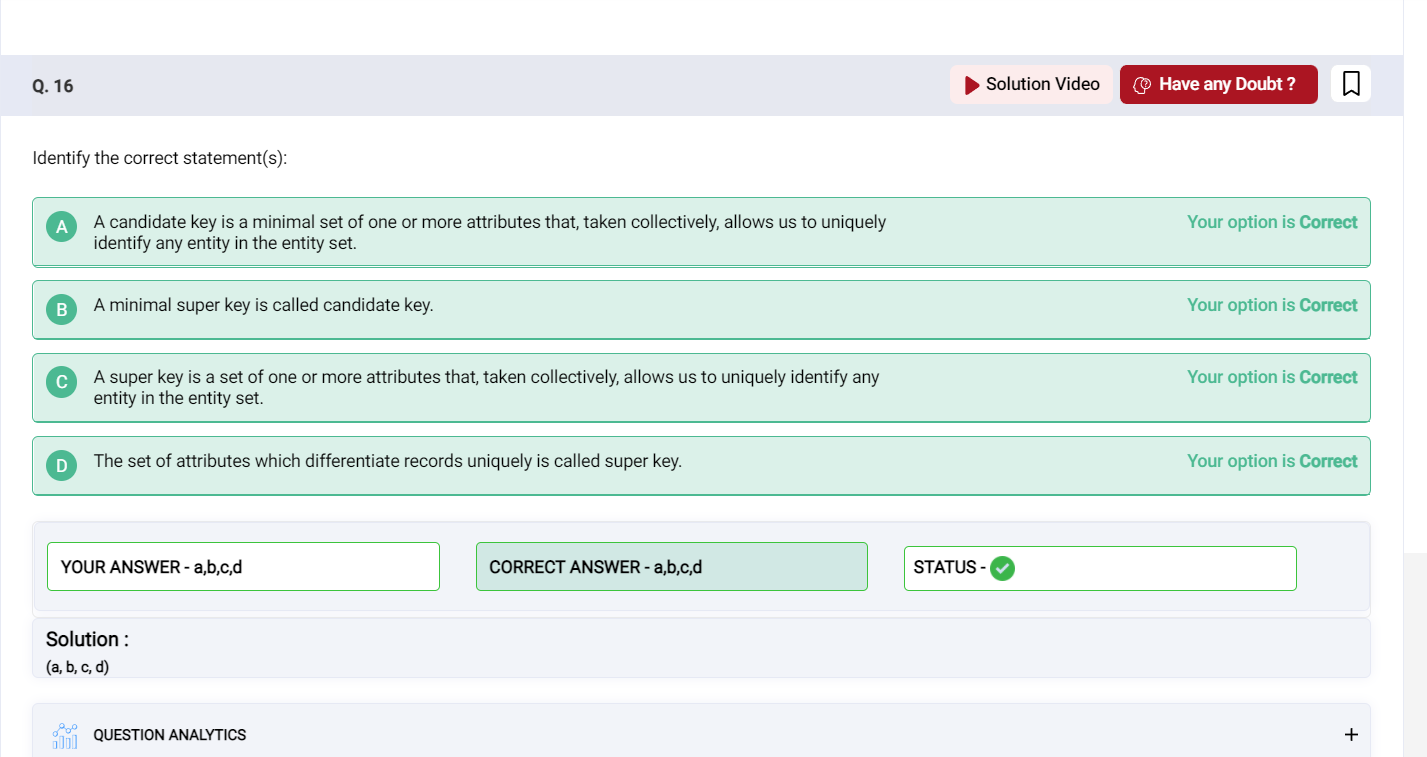 Q. 16
Solution Video
Have any Doubt ?
Identify the correct statement(s):
A
A candidate key is a minimal set of one or more attributes that, taken collectively, allows us to uniquely
identify any entity in the entity set.
Your option is Correct
B
A minimal super key is called candidate key.
Your option is Correct
C
A super key is a set of one or more attributes that, taken collectively, allows us to uniquely identify any
entity in the entity set.
Your option is Correct
D
The set of attributes which differentiate records uniquely is called super key.
Your option is Correct
YOUR ANSWER - a,b,c,d
CORRECT ANSWER - a,b,c,d
STATUS -
Solution :
(a, b, c, d)
QUESTION ANALYTICS
+